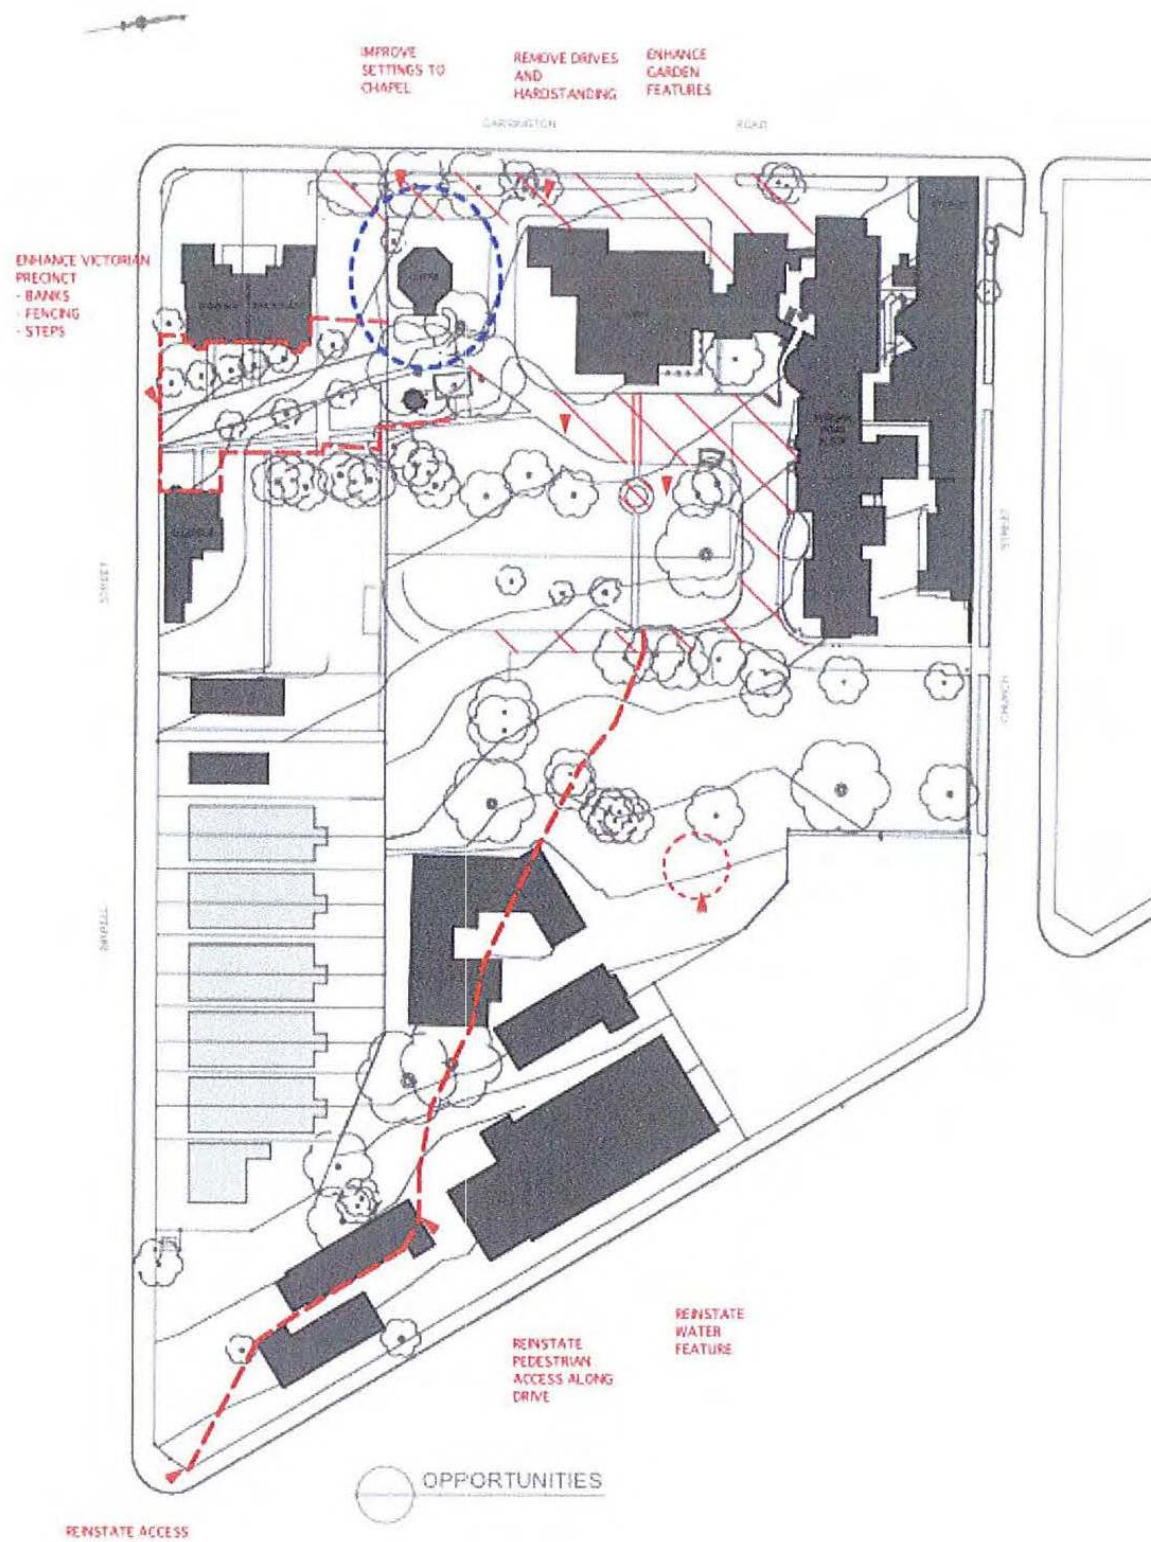 IMPROVE
SETTINGS TO
CHAPEL
REMOVE DRIVES
AND
HARDSTANDING
ENHANCE
GARDEN
FEATURES
CARRINGTON
ROAD
ENHANCE VICTORIAN
PRECINCT
- BANKS
- FENCING
- STEPS
STREET
STREET
CHURCH
REINSTATE
WATER
FEATURE
REINSTATE
PEDESTRIAN
ACCESS ALONG
DRIVE
OPPORTUNITIES
REINSTATE ACCESS